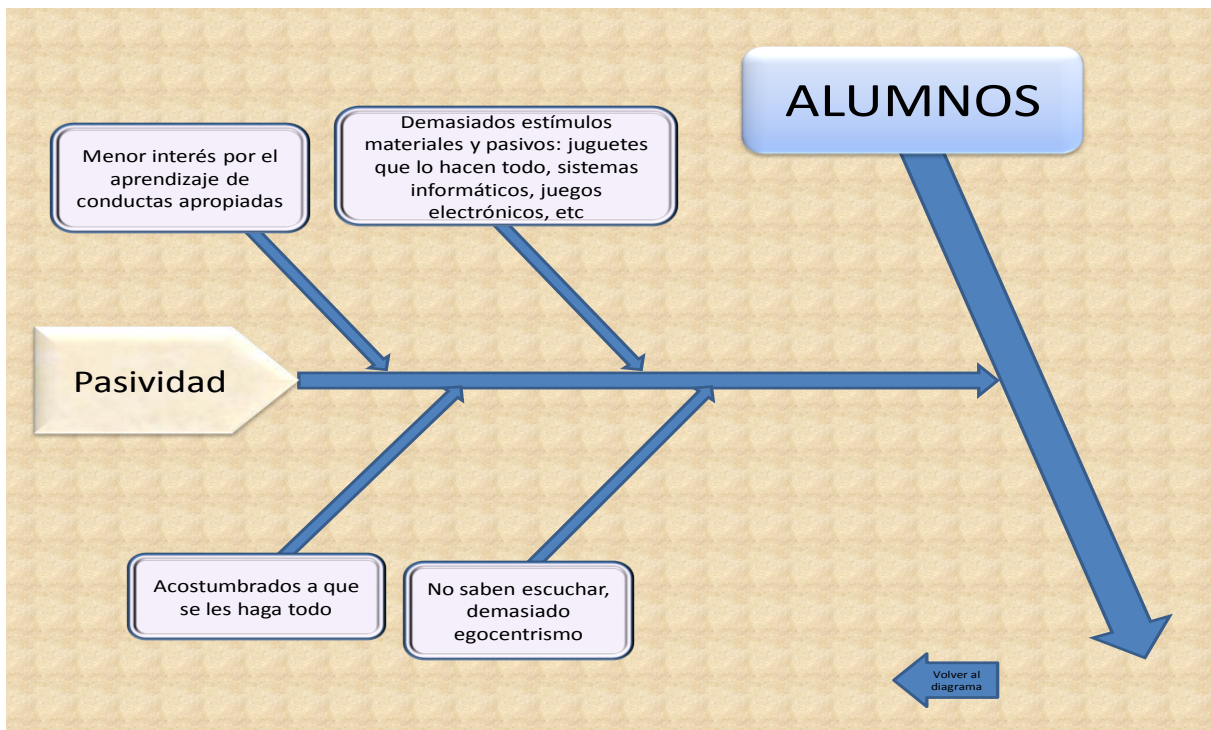 ALUMNOS
Menor interés por el
aprendizaje de
conductas apropiadas
Demasiados estímulos
materiales y pasivos: juguetes
que lo hacen todo, sistemas
informáticos, juegos
electrónicos, etc
Pasividad
Acostumbrados a que
se les haga todo
No saben escuchar,
demasiado
egocentrismo
Volver al
diagrama